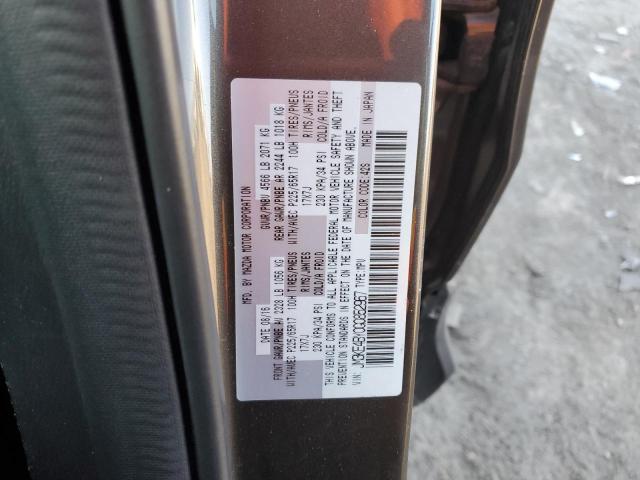 MFD. BY MAZDA MOTOR CORPORATION
DATE 08/16 GVWR/PNBV 4566 LB 2071 KG
FRONT GAWR/PNBE AV 2328 LB 1056 KG REAR GAWR/PNBE AR 2244 LB 1018 KG
WITH/AVEC P225/65R17 100H TIRES/PNEUS WITH/AVEC P225/65R17 100H TIRES/PNEUS
17X7J RIMS/JANTES 17X7J RIMS/JANTES
230 KPA/34 PSI COLD/A FROID 230 KPA/34 PSI COLD/A FROID
THIS VEHICLE CONFORMS TO ALL APPLICABLE FEDERAL MOTOR VEHICLE SAFETY AND THEFT
PREVENTION STANDARDS IN EFFECT ON THE DATE OF MANUFACTURE SHOWN ABOVE.
COLOR CODE:42S MADE IN JAPAN
VIN: TYPE:MPV